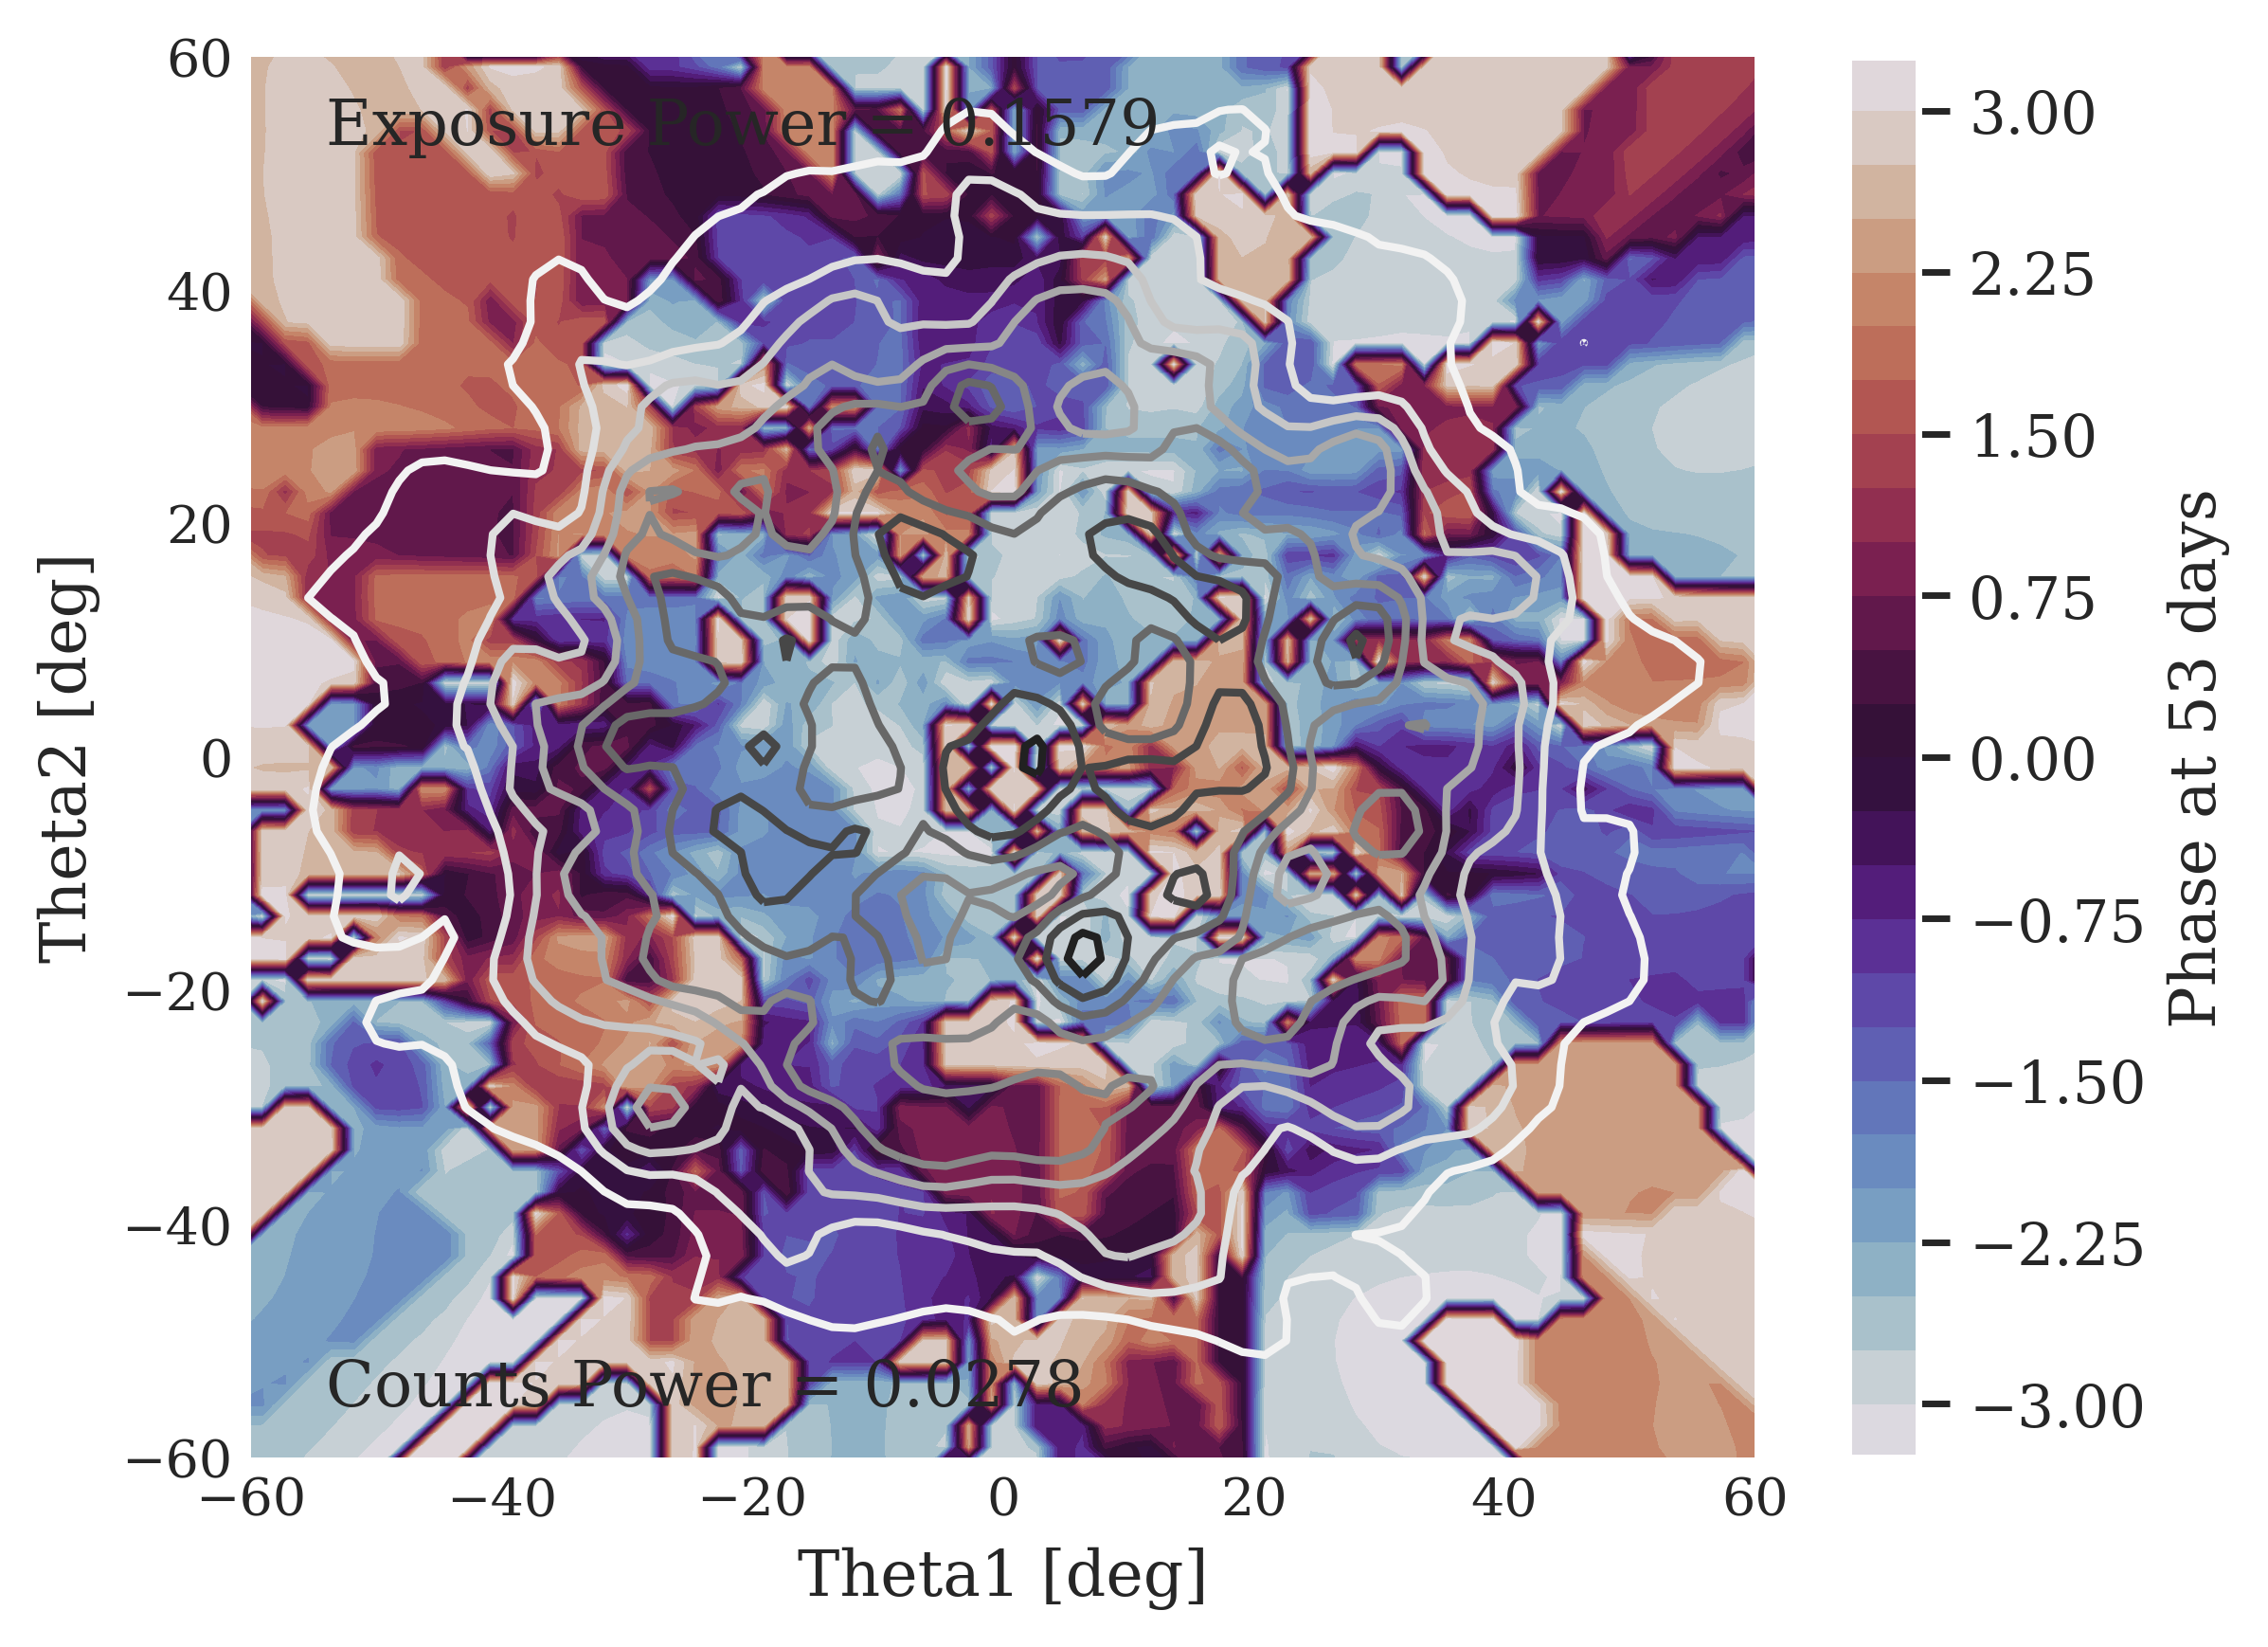 Exposure Power = 0.1579
Counts Power = 0.0278
60
40
20
0
−20
−40
−60
−60 −40 −20 0 20 40 60
Theta1 [deg]
Theta2 [deg]
3.00
2.25
1.50
0.75
0.00
−0.75
−1.50
−2.25
−3.00
Phase at 53 days